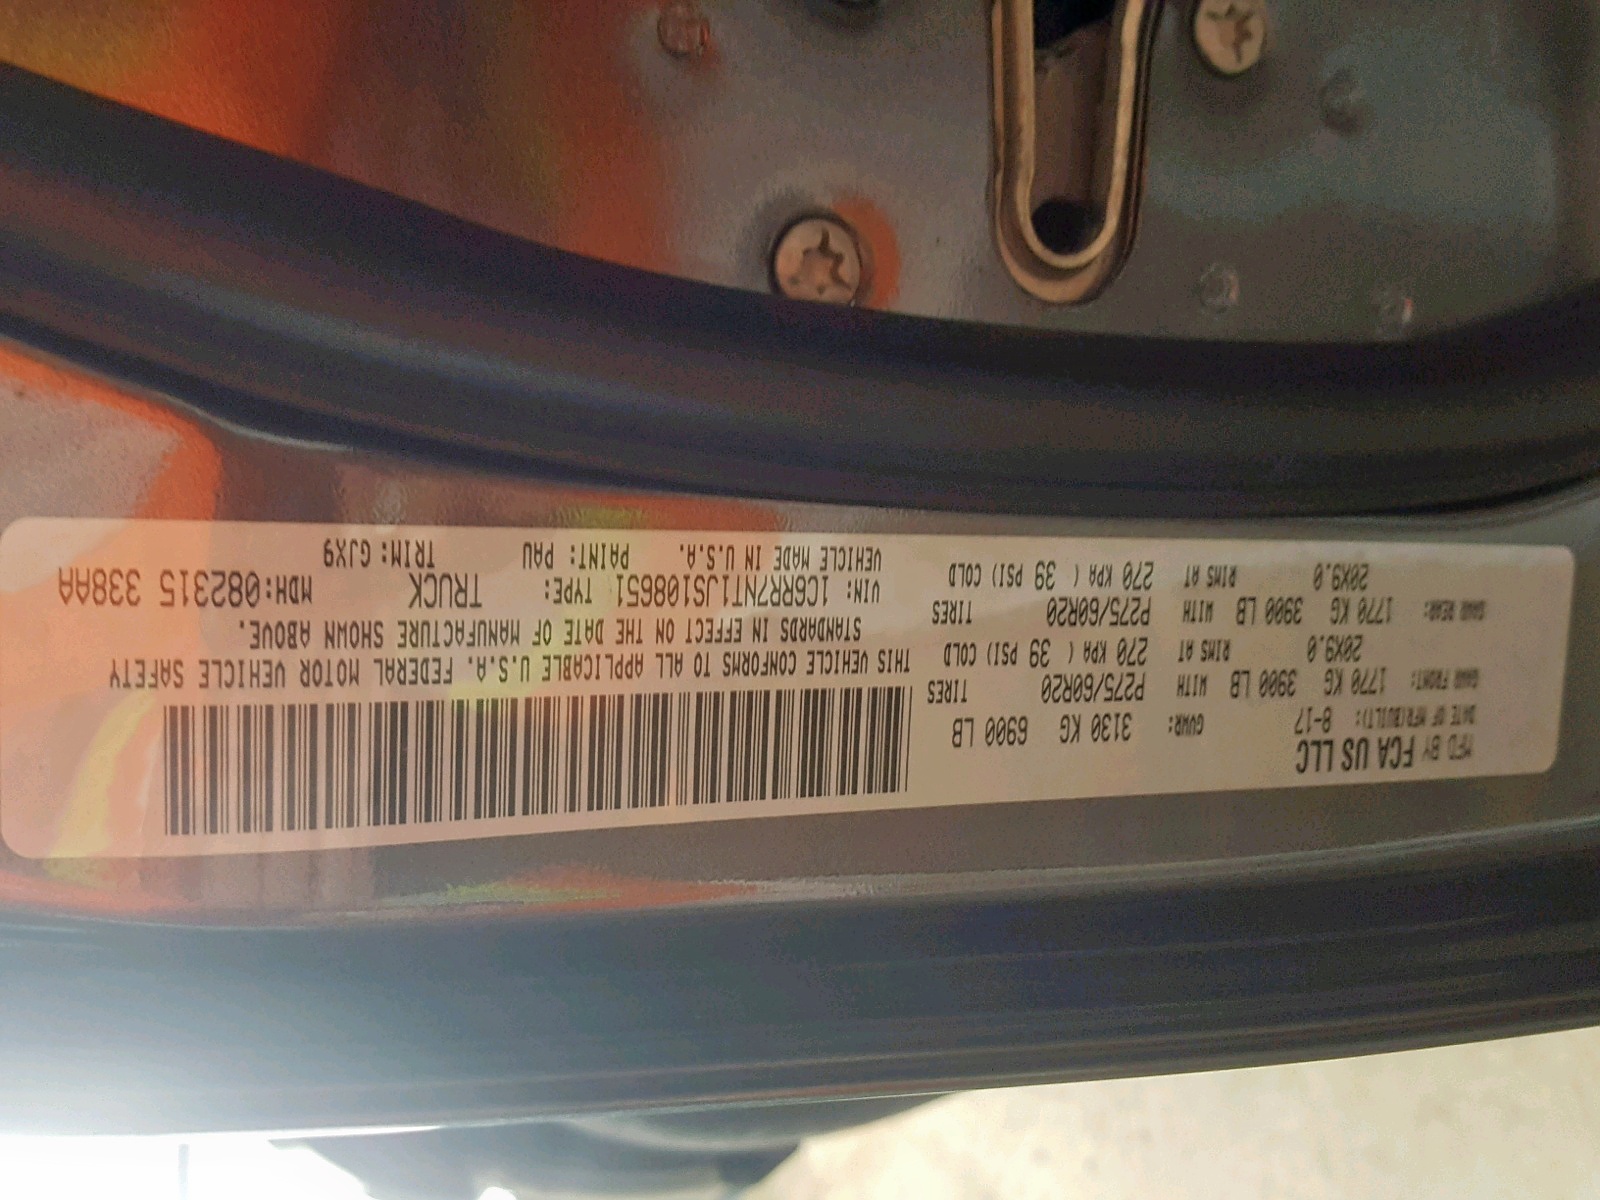 MFD BY FCA US LLC
DATE OF MFR(BUILT): 8-17 GVWR: 3130 KG 6900 LB
GAWR FRONT: 1770 KG 3900 LB WITH P275/60R20 TIRES
20X9.0 RIMS AT 270 KPA ( 39 PSI) COLD
GAWR REAR: 1770 KG 3900 LB WITH P275/60R20 TIRES
20X9.0 RIMS AT 270 KPA ( 39 PSI) COLD
THIS VEHICLE CONFORMS TO ALL APPLICABLE U.S.A. FEDERAL MOTOR VEHICLE SAFETY
STANDARDS IN EFFECT ON THE DATE OF MANUFACTURE SHOWN ABOVE.
VIN: 1C6RR7NT1JS108651 TYPE: TRUCK MDH:082315 338AA
VEHICLE MADE IN U.S.A. PAINT: PAU TRIM: GJX9